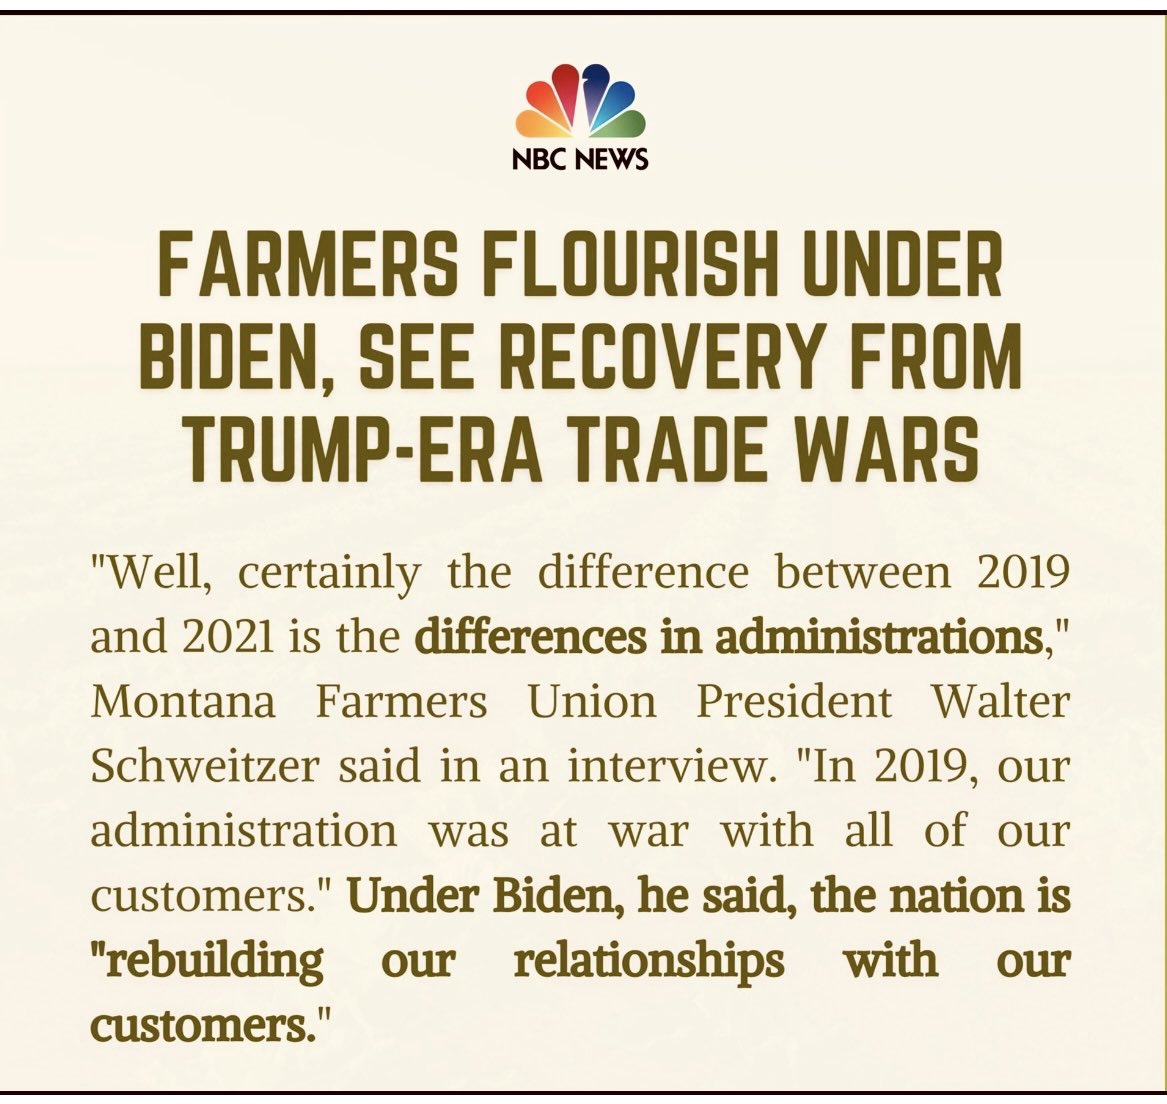 NBC NEWS
FARMERS FLOURISH UNDER
BIDEN, SEE RECOVERY FROM
TRUMP-ERA TRADE WARS
"Well, certainly the difference between 2019
and 2021 is the differences in administrations,"
Montana Farmers Union President Walter
Schweitzer said in an interview. "In 2019, our
administration was at war with all of our
customers." Under Biden, he said, the nation is
"rebuilding our relationships with our
customers."